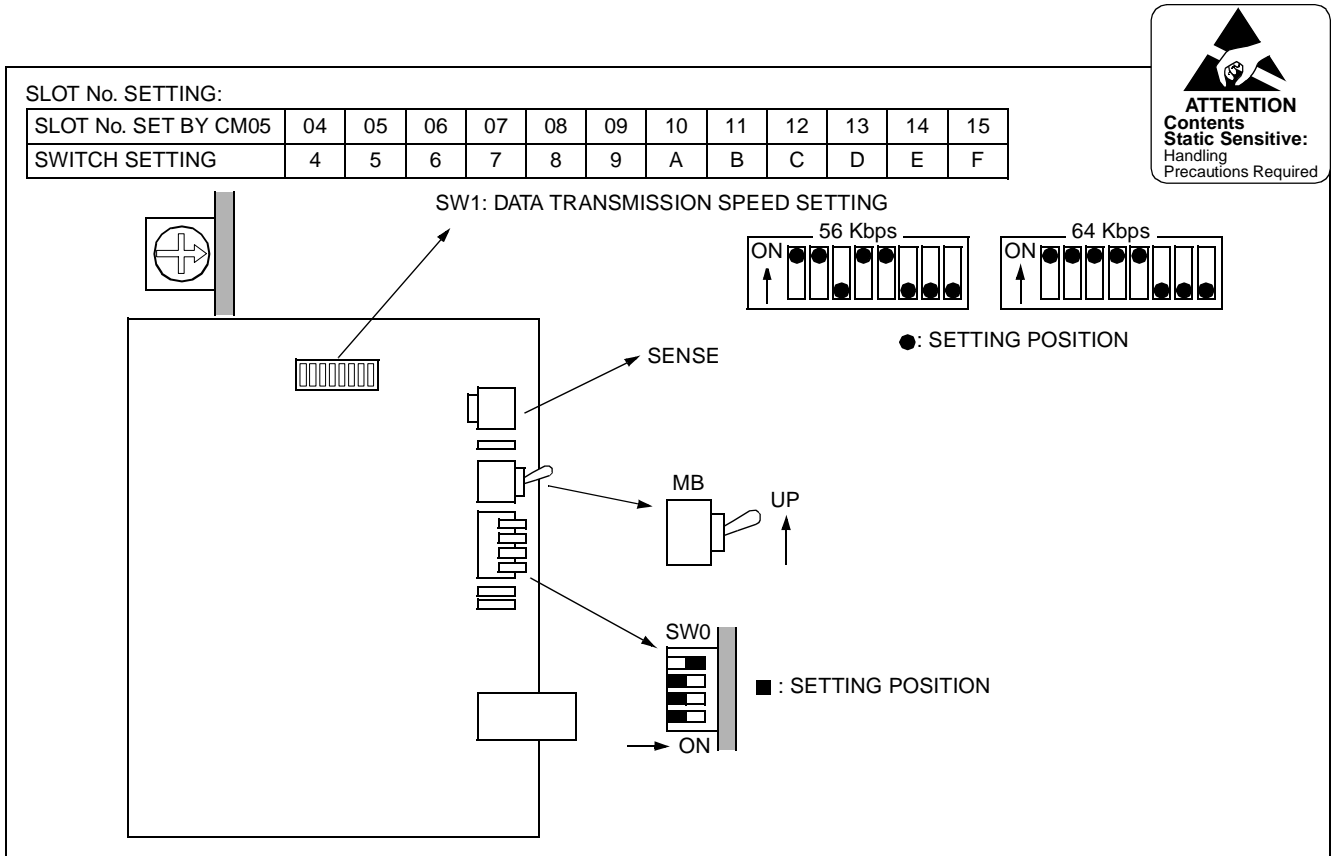 ATTENTION
Contents
Static Sensitive:
Handling
Precautions Required
SLOT No. SETTING:
SLOT No. SET BY CM05 04 05 06 07 08 09 10 11 12 13 14 15
SWITCH SETTING 4 5 6 7 8 9 A B C D E F
SW1: DATA TRANSMISSION SPEED SETTING
56 Kbps
ON
64 Kbps
ON
●: SETTING POSITION
SENSE
MB
UP
SW0
■ : SETTING POSITION
ON